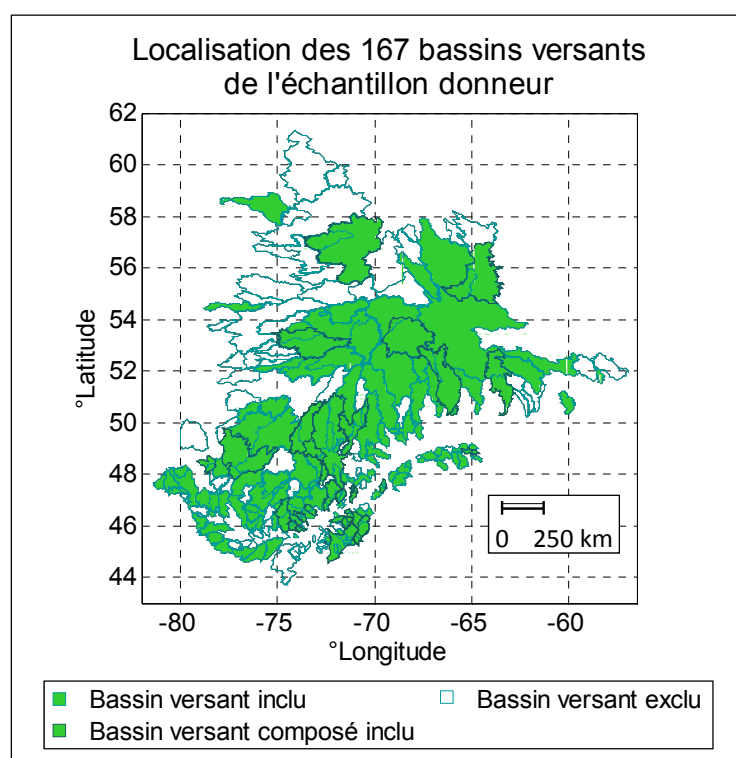 Localisation des 167 bassins versants
de l'échantillon donneur
62
60
58
56
54
52
50
48
46
44
°Latitude
0 250 km
-80 -75 -70 -65 -60
°Longitude
Bassin versant inclu
Bassin versant exclu
Bassin versant composé inclu